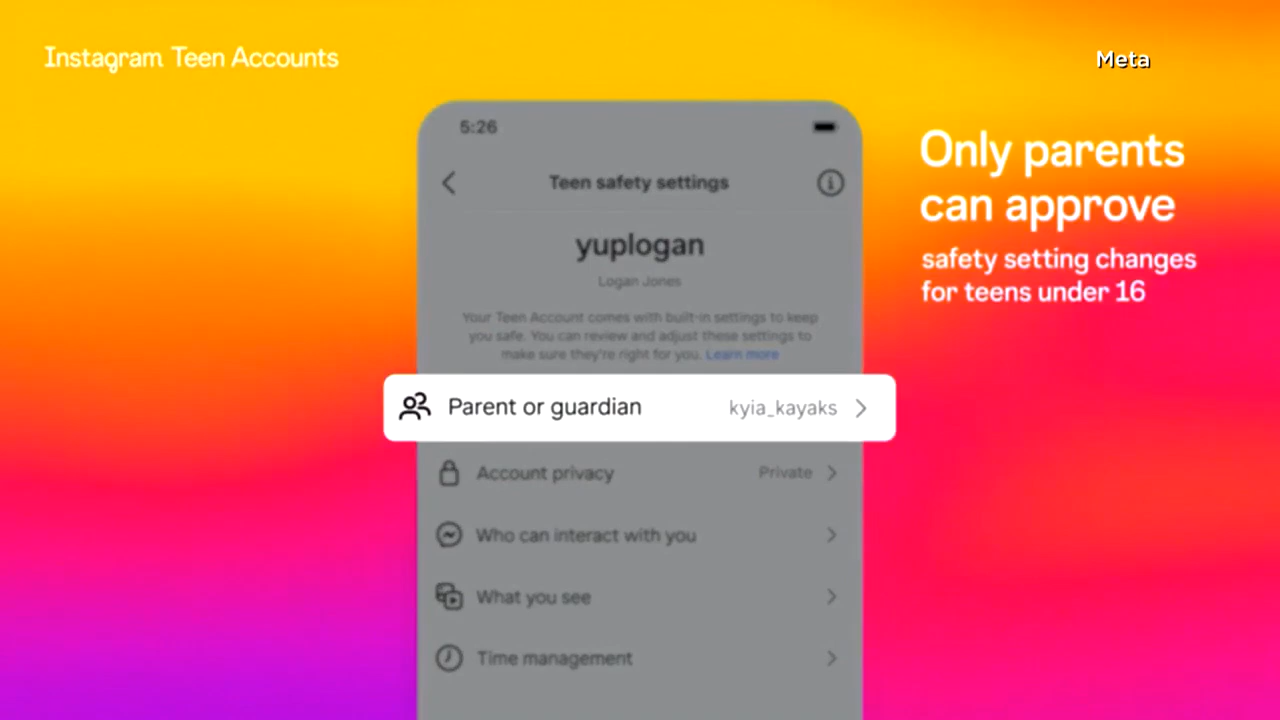 Instagram Teen Accounts
Meta
5:26
Teen safety settings
yuplogan
Logan Jones
Your Teen Account comes with built-in settings to keep
you safe. You can review and adjust these settings to
make sure they're right for you. Learn more
Parent or guardian kyia_kayaks
Account privacy Private
Who can interact with you
What you see
Time management
Only parents
can approve
safety setting changes
for teens under 16